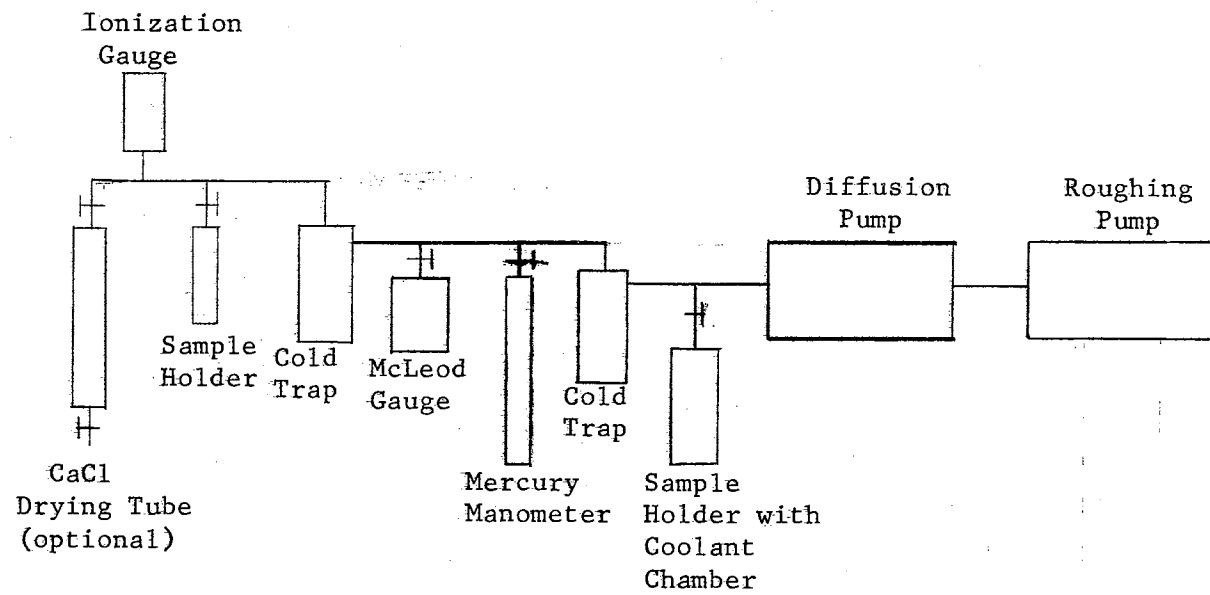 Ionization
Gauge
Diffusion
Pump
Roughing
Pump
Sample
Holder
Cold
Trap
McLeod
Gauge
Cold
Trap
CaCl
Drying Tube
(optional)
Mercury
Manometer
Sample
Holder with
Coolant
Chamber